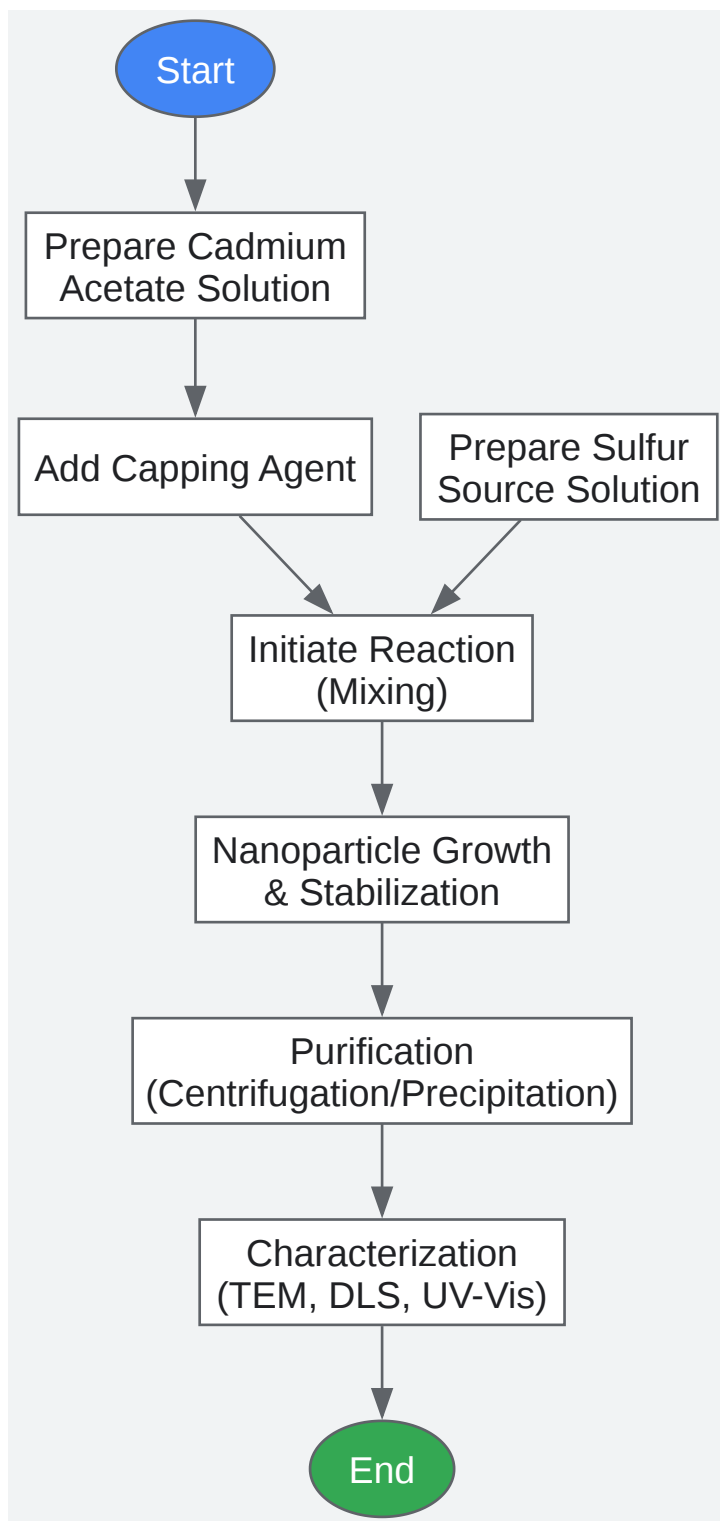 Start
Prepare Cadmium
Acetate Solution
Add Capping Agent
Prepare Sulfur
Source Solution
Initiate Reaction
(Mixing)
Nanoparticle Growth
& Stabilization
Purification
(Centrifugation/Precipitation)
Characterization
(TEM, DLS, UV-Vis)
End